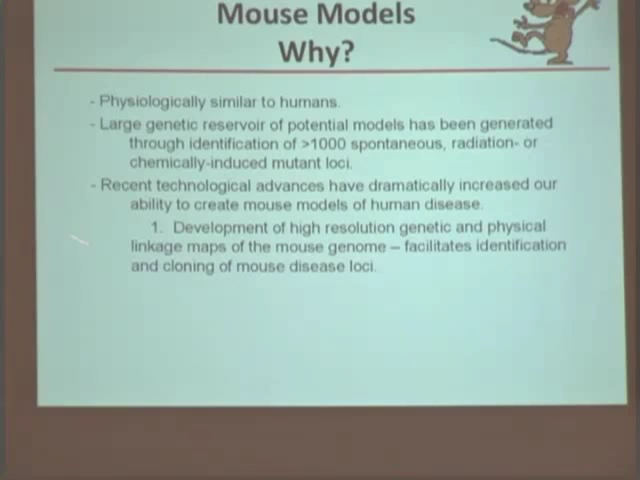 Mouse Models
Why?
- Physiologically similar to humans.
- Large genetic reservoir of potential models has been generated
through identification of >1000 spontaneous, radiation- or
chemically-induced mutant loci.
- Recent technological advances have dramatically increased our
ability to create mouse models of human disease.
1. Development of high resolution genetic and physical
linkage maps of the mouse genome – facilitates identification
and cloning of mouse disease loci.